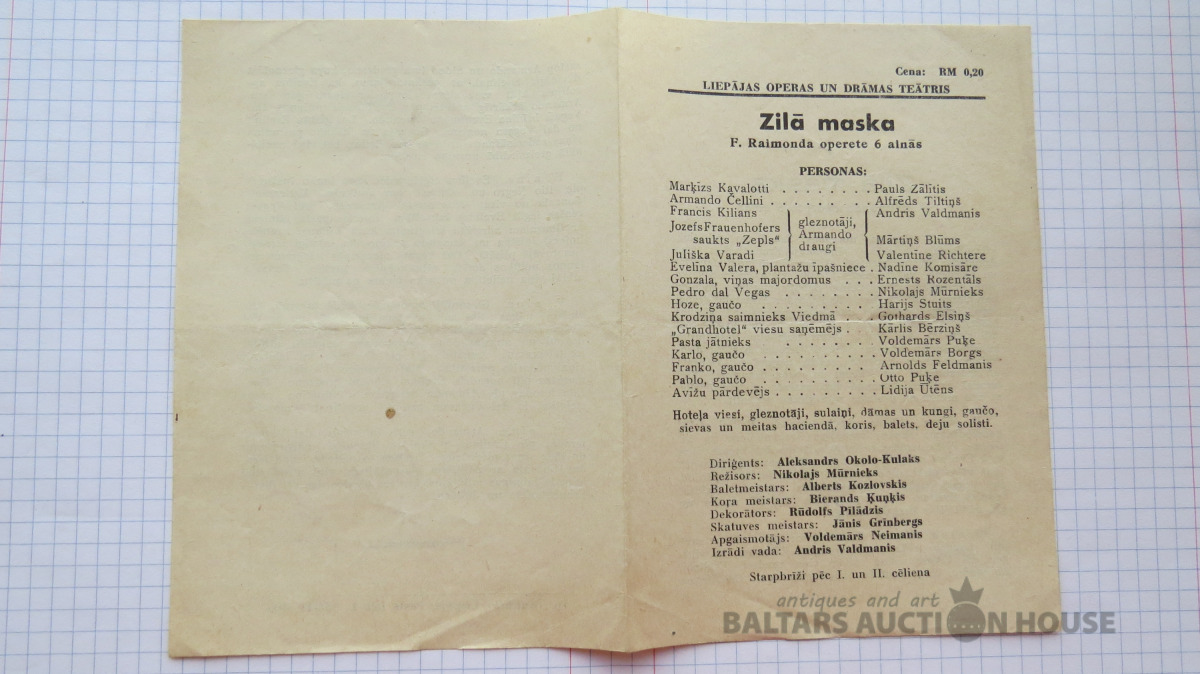 Cena: RM 0,20
LIEPĀJAS OPERAS UN DRĀMAS TEĀTRIS
Zilā maska
F. Raimonda operete 6 ainās
PERSONAS:
Marķizs Kavalotti . . . . . . . . Pauls Zālītis
Armando Čellini . . . . . . . . . Alfrēds Tiltiņš
Francis Kilians
Jozefs Frauenhofers
saukts „Zepls"
Juliška Varadi
gleznotāji,
Armando
draugi
Andris Valdmanis
Mārtiņš Blūms
Valentīne Richtere
Evelīna Valera, plantažu īpašniece . Nadīne Komisāre
Gonzala, viņas majordomus . . . Ernests Rozentāls
Pedro dal Vegas . . . . . . . . Nikolajs Mūrnieks
Hoze, gaučo . . . . . . . . . Harijs Stuits
Krodziņa saimnieks Viedmā . . . Gothards Elsiņš
„Grandhotel" viesu saņēmējs . . Kārlis Bērziņš
Pasta jātnieks . . . . . . . Voldemārs Puķe
Karlo, gaučo . . . . . . . . . Voldemārs Borgs
Franko, gaučo . . . . . . . . . Arnolds Feldmanis
Pablo, gaučo . . . . . . . . . Otto Puķe
Avižu pārdevējs . . . . . . . . . Lidija Ūtēns
Hoteļa viesi, gleznotāji, sulaiņi, dāmas un kungi, gaučo,
sievas un meitas haciendā, koris, balets, deju solisti.
Diriģents: Aleksandrs Okolo-Kulaks
Režisors: Nikolajs Mūrnieks
Baletmeistars: Alberts Kozlovskis
Koŗa meistars: Bierands Ķuņķis
Dekorātors: Rūdolfs Pīlādzis
Skatuves meistars: Jānis Grīnbergs
Apgaismotājs: Voldemārs Neimanis
Izrādi vada: Andris Valdmanis
Starpbrīži pēc I. un II. cēliena
antiques and art
BALTARS AUCTION HOUSE